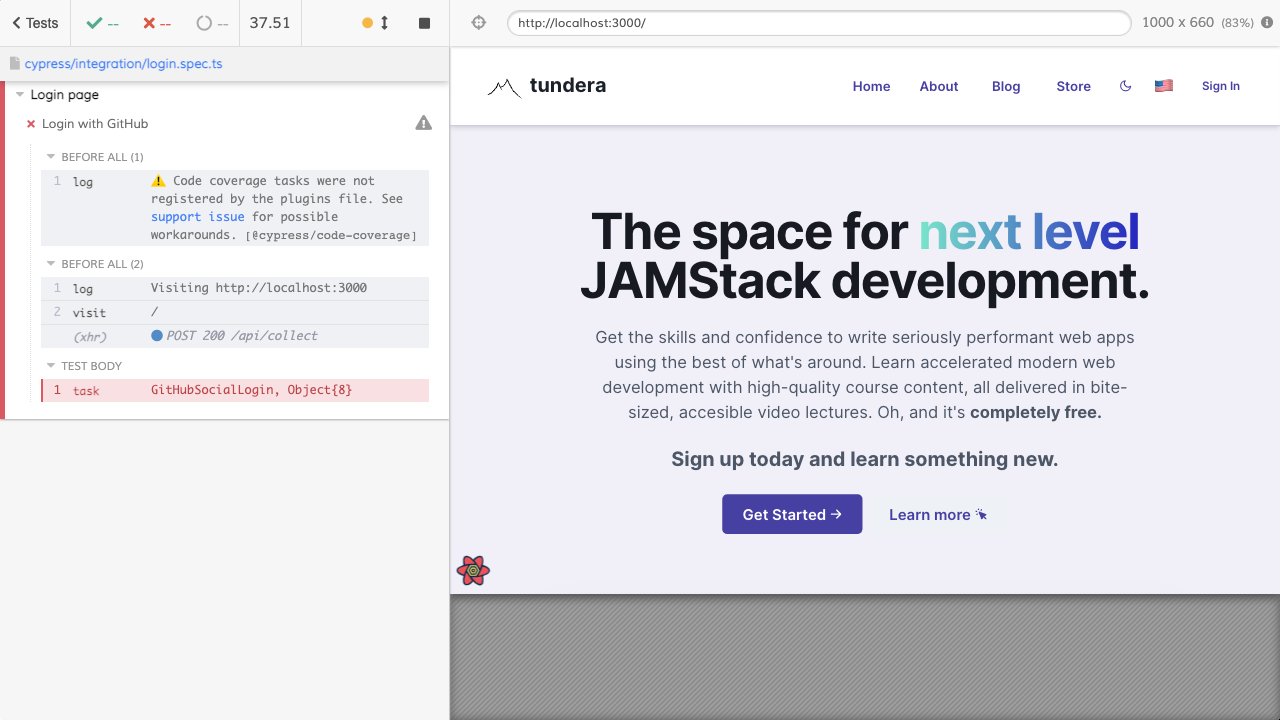 Tests -- -- -- 37.51
cypress/integration/login.spec.ts
Login page
Login with GitHub
BEFORE ALL (1)
1 log ⚠️ Code coverage tasks were not
registered by the plugins file. See
support issue for possible
workarounds. [@cypress/code-coverage]
BEFORE ALL (2)
1 log Visiting http://localhost:3000
2 visit /
(xhr) POST 200 /api/collect
TEST BODY
1 task GitHubSocialLogin, Object{8}
http://localhost:3000/ 1000 x 660 (83%)
tundera Home About Blog Store Sign In
The space for next level
JAMStack development.
Get the skills and confidence to write seriously performant web apps
using the best of what's around. Learn accelerated modern web
development with high-quality course content, all delivered in bite-
sized, accesible video lectures. Oh, and it's completely free.
Sign up today and learn something new.
Get Started → Learn more